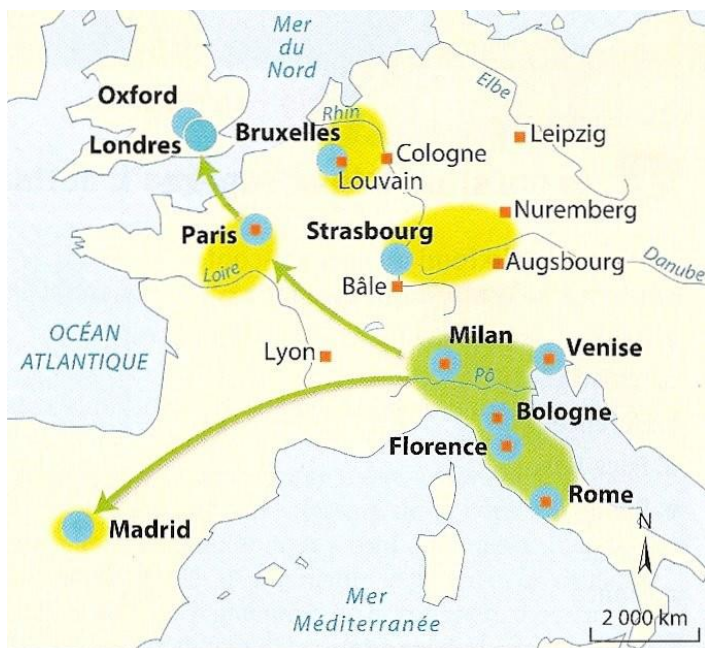 Mer
du
Nord
Elbe
Oxford
Rhin
Londres
Bruxelles
Leipzig
Cologne
Louvain
Nuremberg
Paris
Strasbourg
Loire
Augsbourg
Danube
Bâle
OCÉAN
ATLANTIQUE
Lyon
Milan
Venise
Pô
Bologne
Florence
Rome
Madrid
N
Mer
Méditerranée
2 000 km